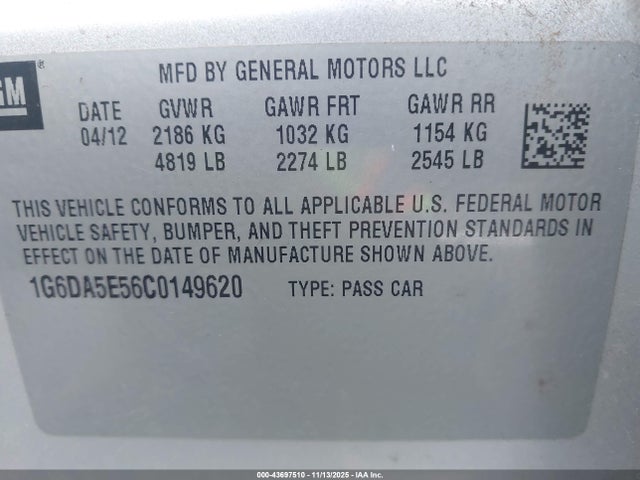 GM®
MFD BY GENERAL MOTORS LLC
DATE GVWR GAWR FRT GAWR RR
04/12 2186 KG 1032 KG 1154 KG
4819 LB 2274 LB 2545 LB
THIS VEHICLE CONFORMS TO ALL APPLICABLE U.S. FEDERAL MOTOR
VEHICLE SAFETY, BUMPER, AND THEFT PREVENTION STANDARDS IN
EFFECT ON THE DATE OF MANUFACTURE SHOWN ABOVE.
1G6DA5E56C0149620 TYPE: PASS CAR
000-43697510 - 11/13/2025 - IAA Inc.